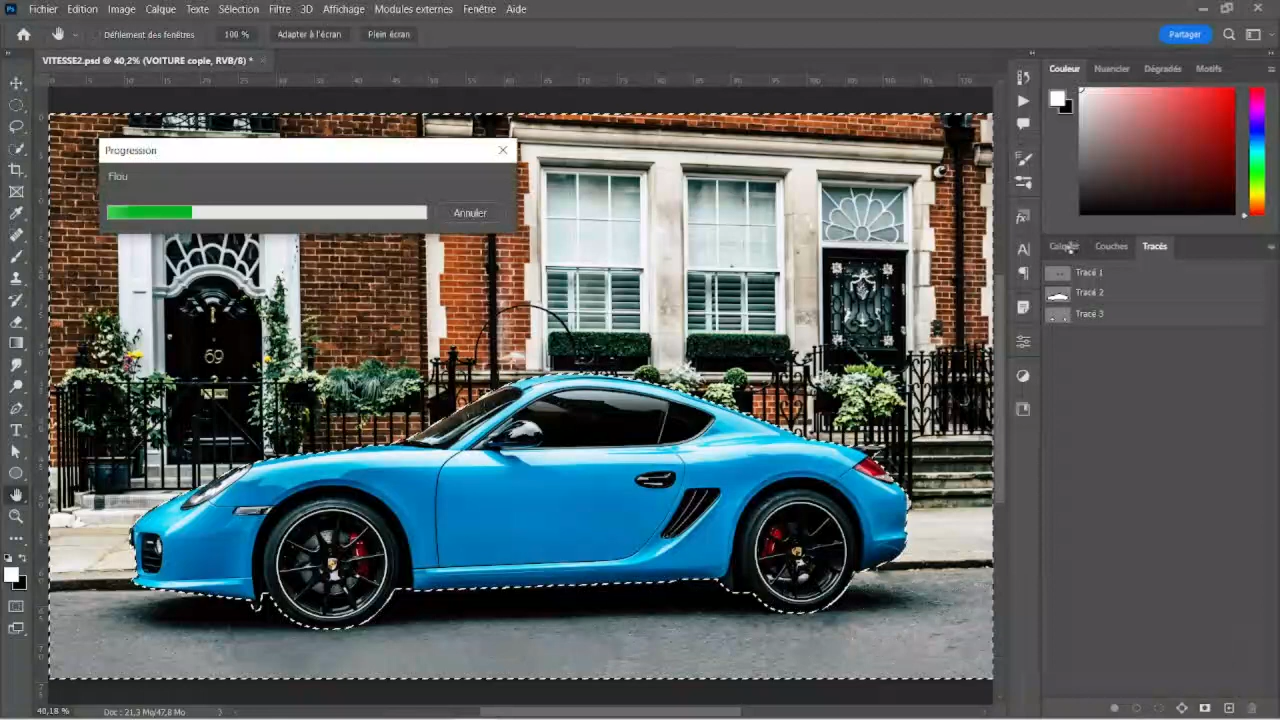 Ps Fichier Edition Image Calque Texte Sélection Filtre 3D Affichage Modules externes Fenêtre Aide
Défilement des fenêtres 100 % Adapter à l'écran Plein écran Partager
VITESSE2.psd @ 40,2% (VOITURE copie, RVB/8) *
Couleur Nuancier Dégradés Motifs
Progression
Flou
Annuler
Calques Couches Tracés
Tracé 1
Tracé 2
Tracé 3
69
40,18 % Doc : 21,3 Mo/47,8 Mo